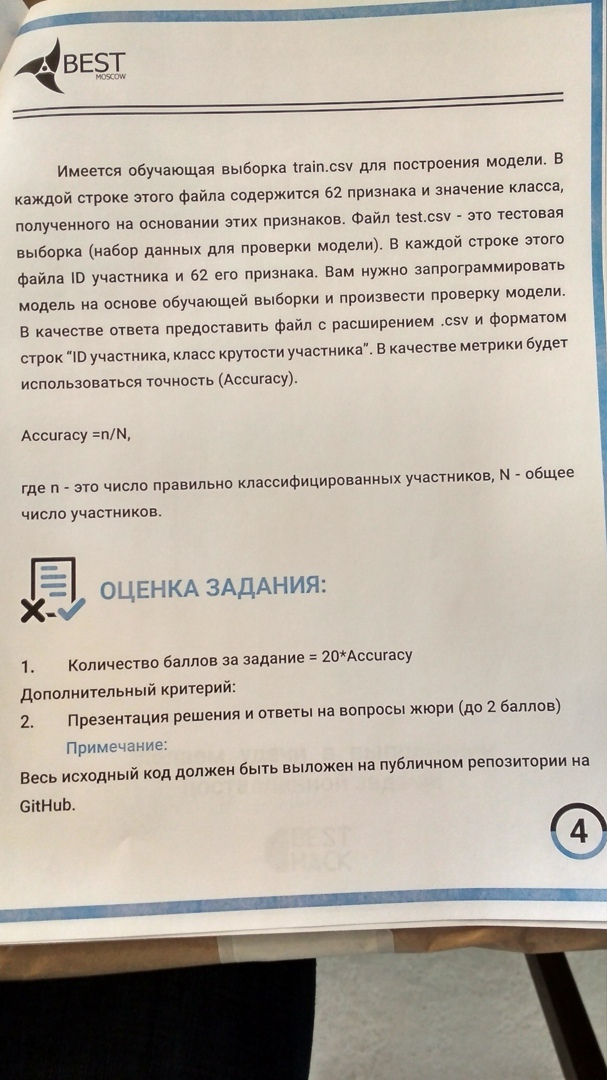 BEST
MOSCOW
Имеется обучающая выборка train.csv для построения модели. В
каждой строке этого файла содержится 62 признака и значение класса,
полученного на основании этих признаков. Файл test.csv - это тестовая
выборка (набор данных для проверки модели). В каждой строке этого
файла ID участника и 62 его признака. Вам нужно запрограммировать
модель на основе обучающей выборки и произвести проверку модели.
В качестве ответа предоставить файл с расширением .csv и форматом
строк “ID участника, класс крутости участника”. В качестве метрики будет
использоваться точность (Accuracy).
Accuracy =n/N,
где n - это число правильно классифицированных участников, N - общее
число участников.
ОЦЕНКА ЗАДАНИЯ:
1. Количество баллов за задание = 20*Accuracy
Дополнительный критерий:
2. Презентация решения и ответы на вопросы жюри (до 2 баллов)
Примечание:
Весь исходный код должен быть выложен на публичном репозитории на
GitHub.
4